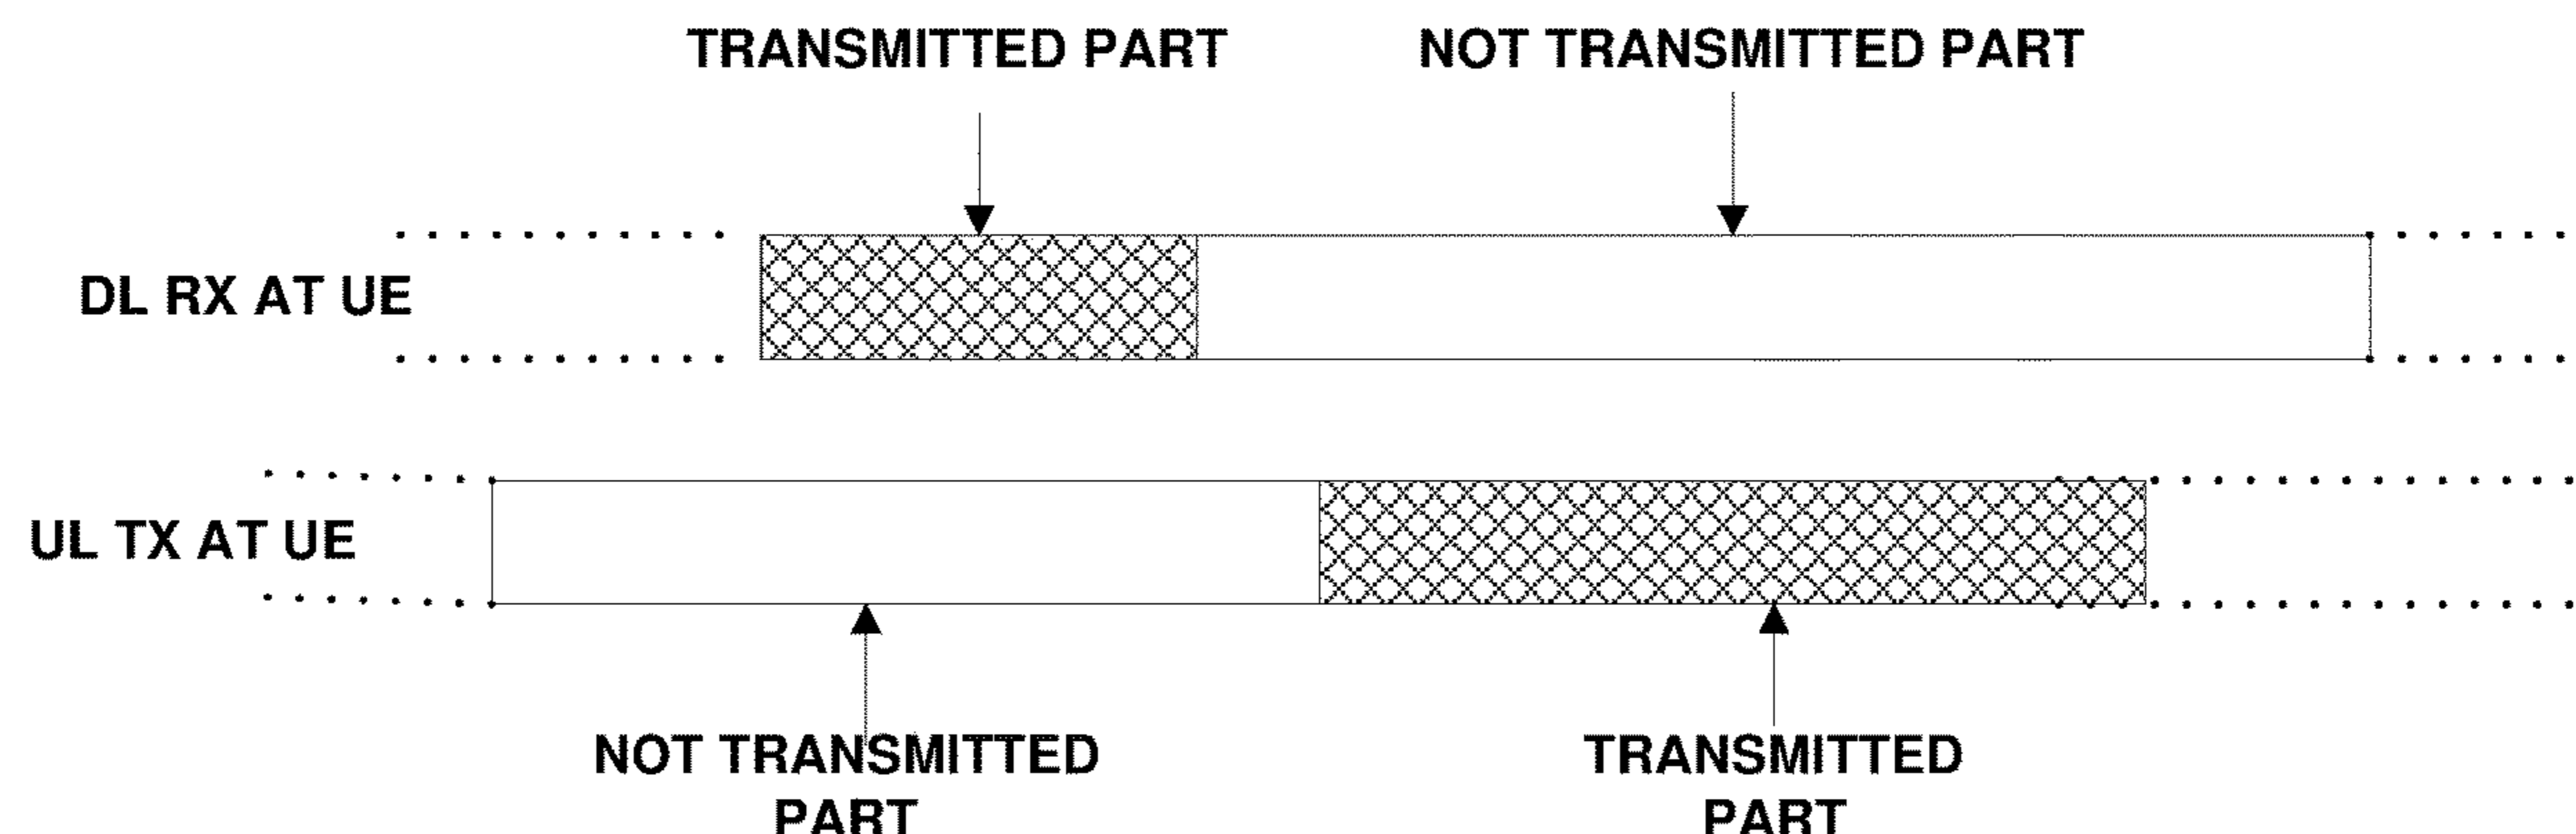 TRANSMITTED PART
NOT TRANSMITTED PART
DL RX AT UE
UL TX AT UE
NOT TRANSMITTED
PART
TRANSMITTED
PART